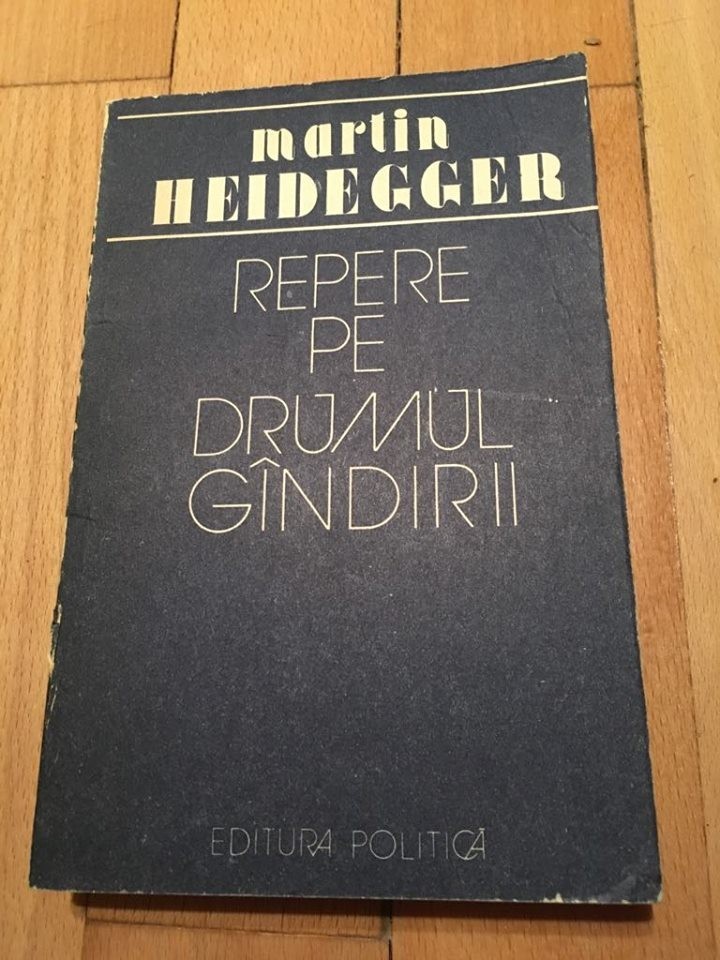 martin
HEIDEGGER
REPERE
PE
DRUMUL
GÎNDIRII
EDITURA POLITICĂ